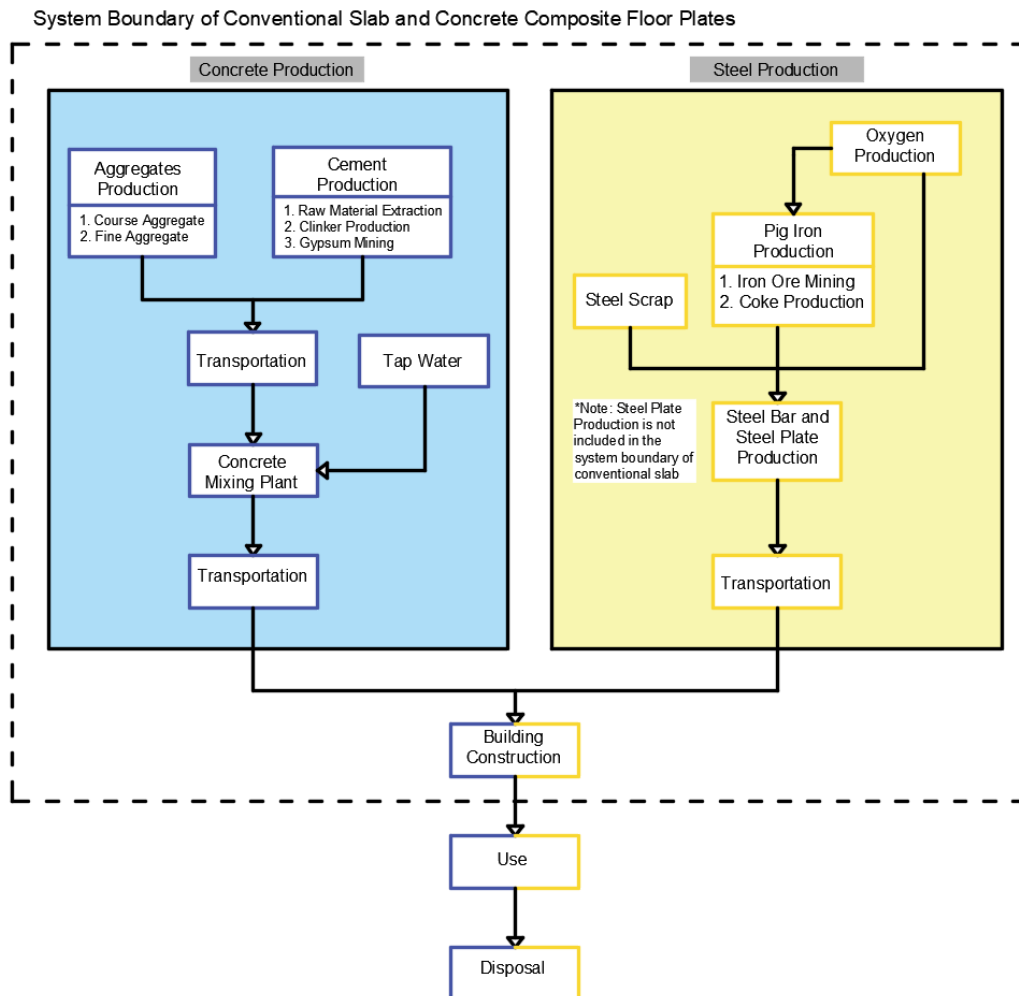 System Boundary of Conventional Slab and Concrete Composite Floor Plates
Concrete Production
Aggregates
Production
1. Course Aggregate
2. Fine Aggregate
Cement
Production
1. Raw Material Extraction
2. Clinker Production
3. Gypsum Mining
Transportation
Tap Water
Concrete
Mixing Plant
Transportation
Steel Production
Oxygen
Production
Pig Iron
Production
1. Iron Ore Mining
2. Coke Production
Steel Scrap
*Note: Steel Plate
Production is not
included in the
system boundary of
conventional slab
Steel Bar and
Steel Plate
Production
Transportation
Building
Construction
Use
Disposal